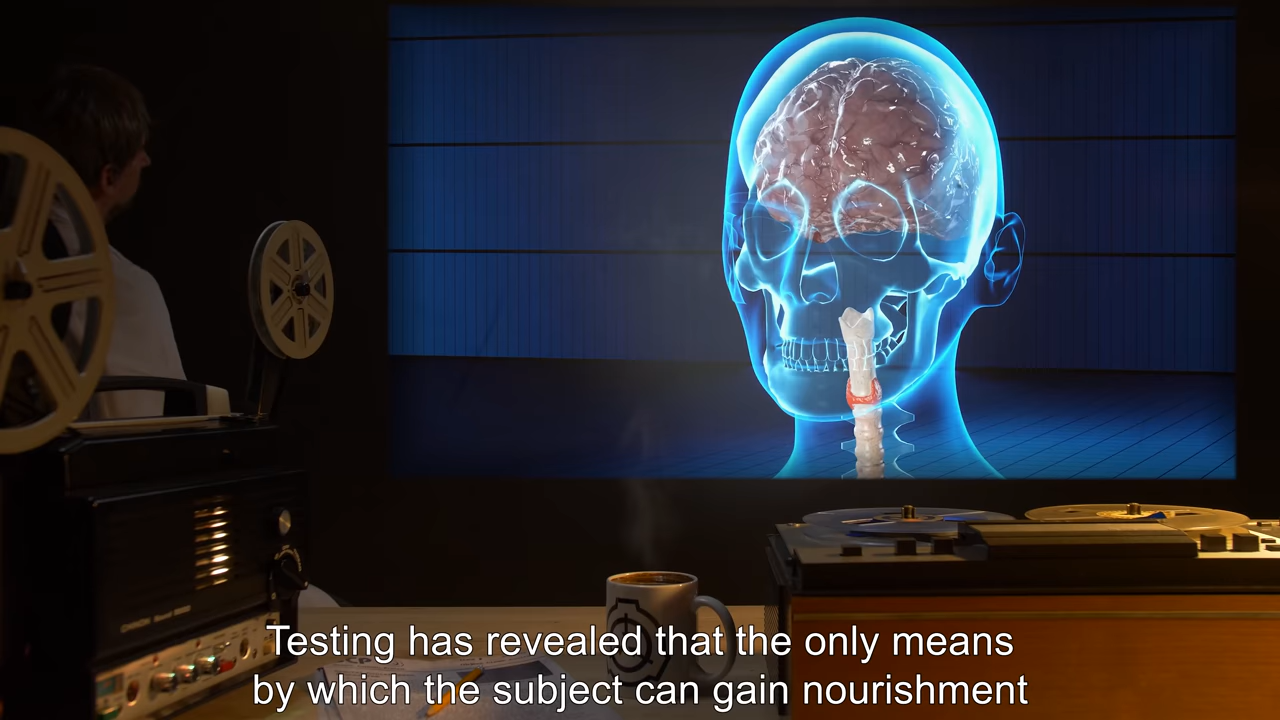 Testing has revealed that the only means
by which the subject can gain nourishment